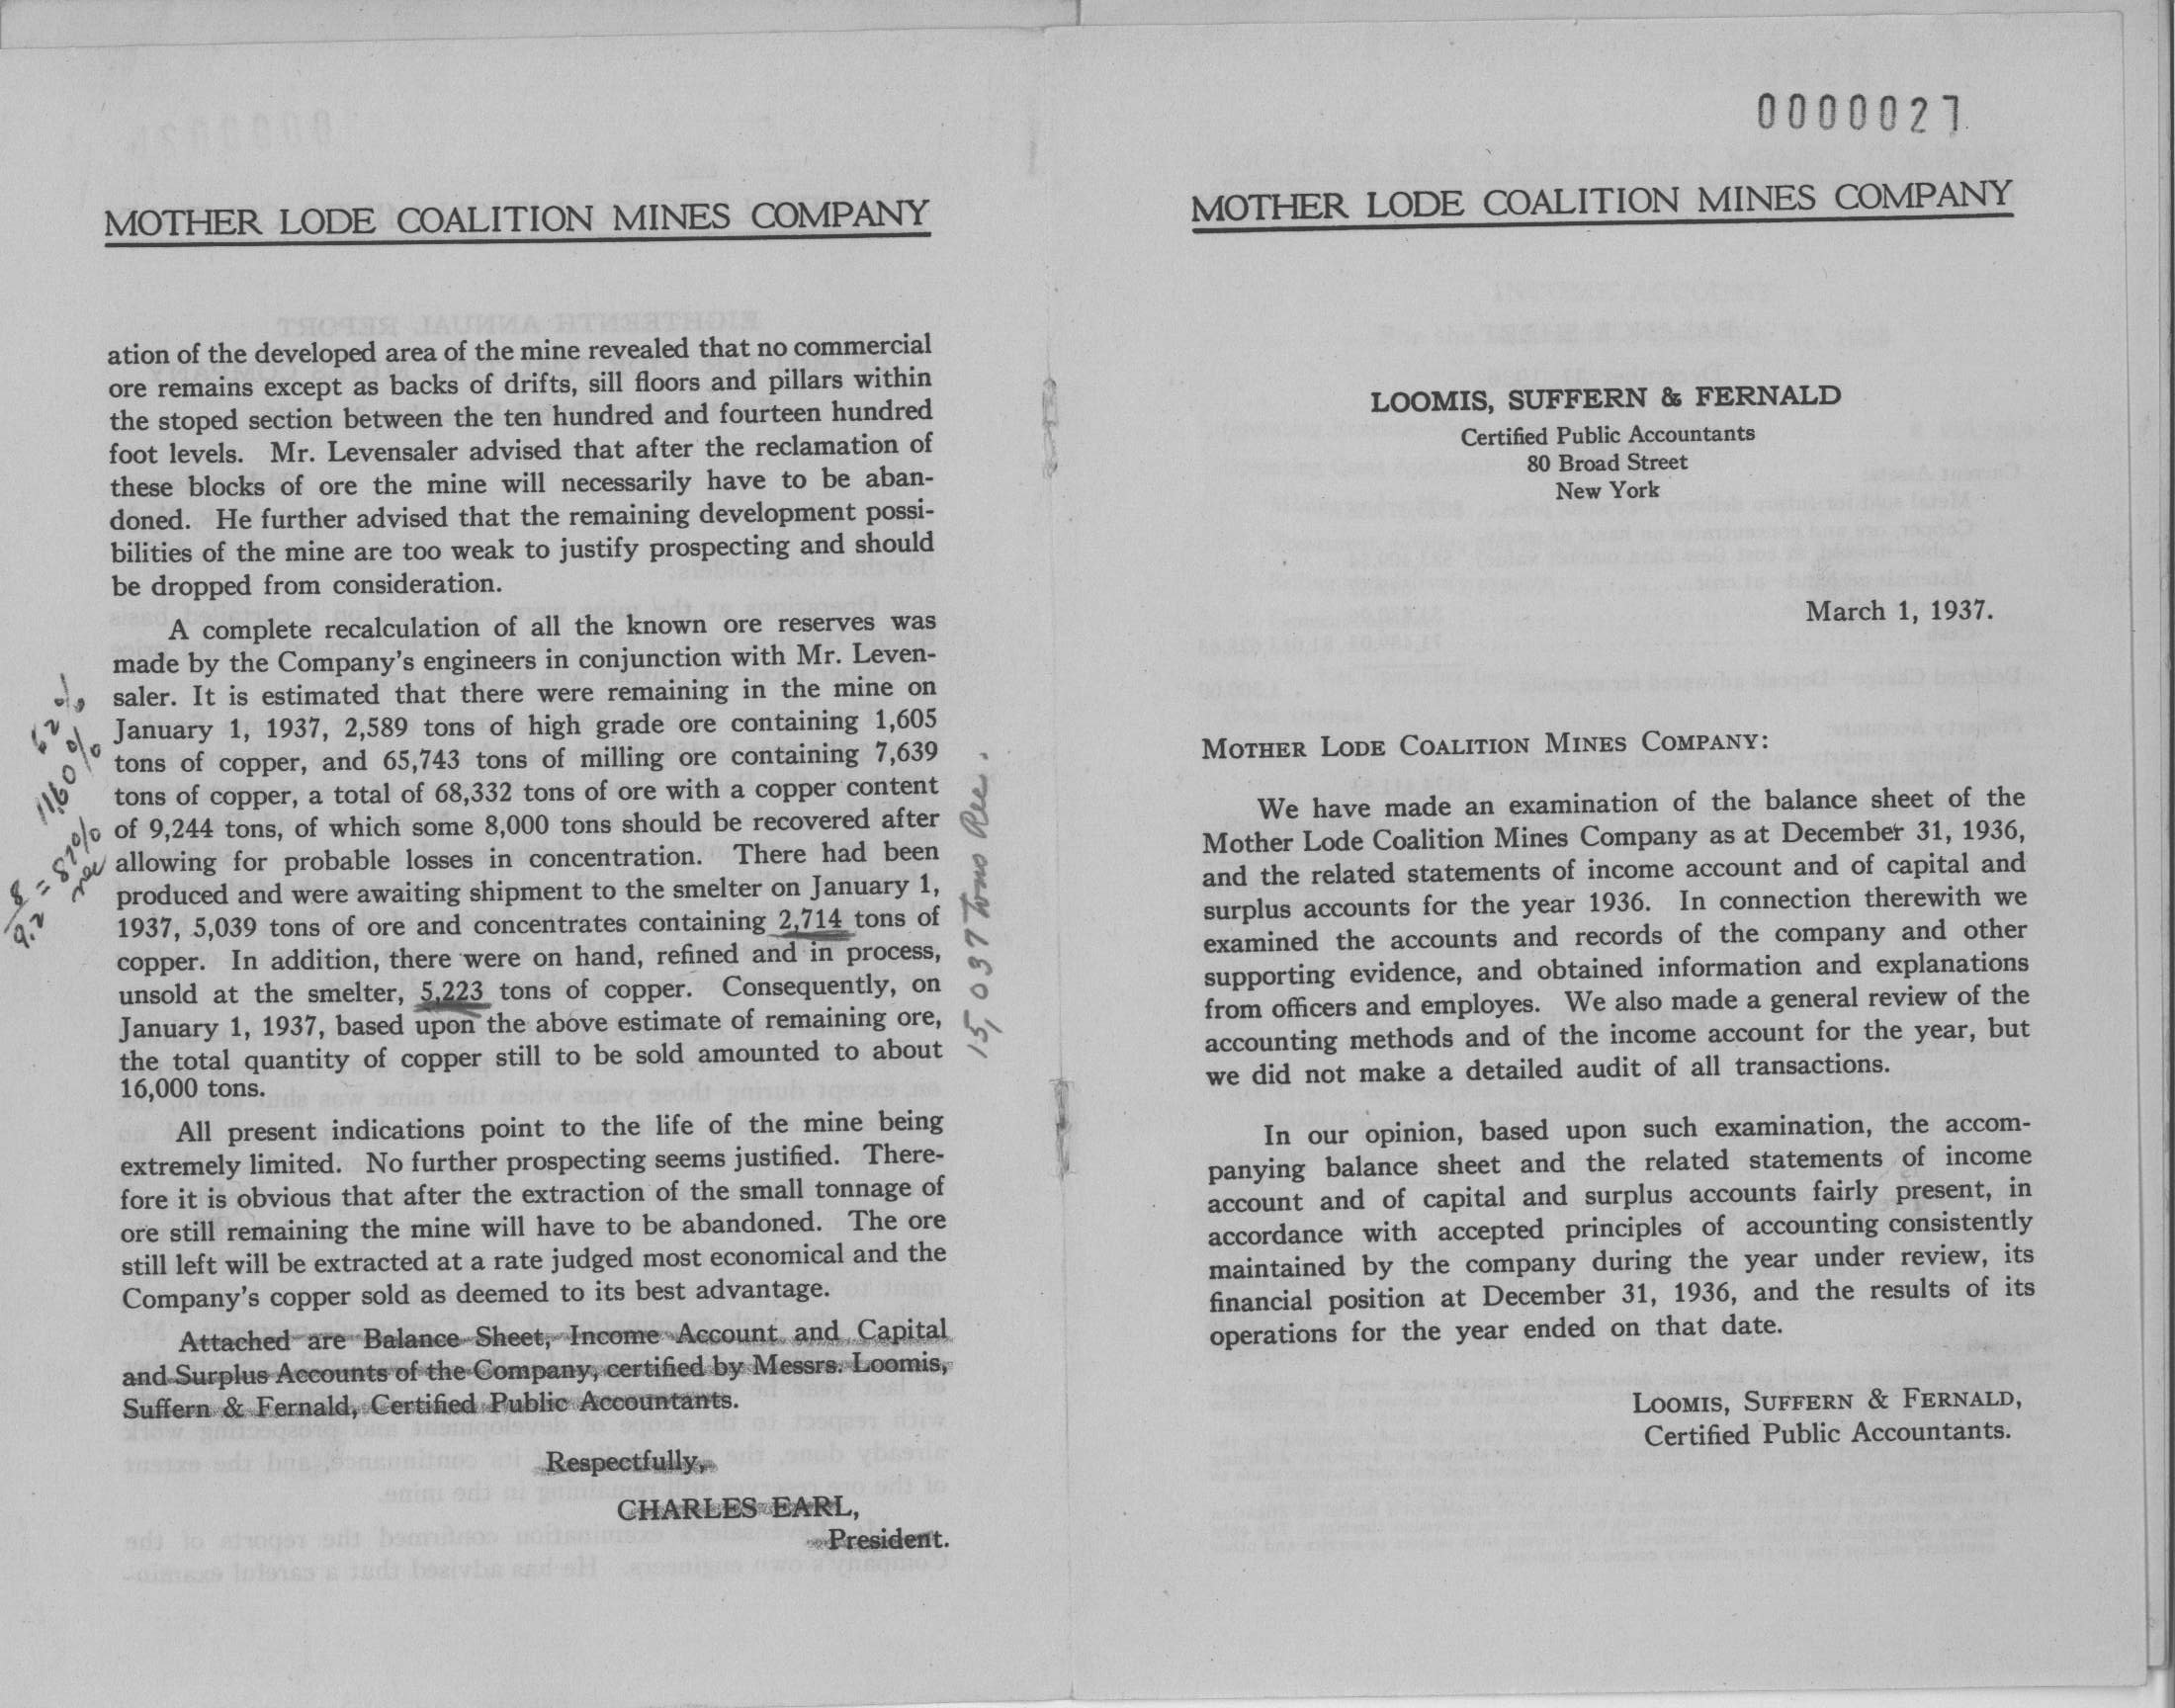 MOTHER LODE COALITION MINES COMPANY
ation of the developed area of the mine revealed that no commercial
ore remains except as backs of drifts, sill floors and pillars within
the stoped section between the ten hundred and fourteen hundred
foot levels. Mr. Levensaler advised that after the reclamation of
these blocks of ore the mine will necessarily have to be aban-
doned. He further advised that the remaining development possi-
bilities of the mine are too weak to justify prospecting and should
be dropped from consideration.
A complete recalculation of all the known ore reserves was
made by the Company's engineers in conjunction with Mr. Leven-
saler. It is estimated that there were remaining in the mine on
January 1, 1937, 2,589 tons of high grade ore containing 1,605
tons of copper, and 65,743 tons of milling ore containing 7,639
tons of copper, a total of 68,332 tons of ore with a copper content
of 9,244 tons, of which some 8,000 tons should be recovered after
allowing for probable losses in concentration. There had been
produced and were awaiting shipment to the smelter on January 1,
1937, 5,039 tons of ore and concentrates containing 2,714 tons of
copper. In addition, there were on hand, refined and in process,
unsold at the smelter, 5,223 tons of copper. Consequently, on
January 1, 1937, based upon the above estimate of remaining ore,
the total quantity of copper still to be sold amounted to about
16,000 tons.
All present indications point to the life of the mine being
extremely limited. No further prospecting seems justified. There-
fore it is obvious that after the extraction of the small tonnage of
ore still remaining the mine will have to be abandoned. The ore
still left will be extracted at a rate judged most economical and the
Company's copper sold as deemed to its best advantage.
Attached are Balance Sheet, Income Account and Capital
and Surplus Accounts of the Company, certified by Messrs. Loomis,
Suffern & Fernald, Certified Public Accountants.
Respectfully,
CHARLES EARL,
President.
62%
11.60%
8/9.2 = 87% rec
15,037 Tons Rec.
0000027
MOTHER LODE COALITION MINES COMPANY
LOOMIS, SUFFERN & FERNALD
Certified Public Accountants
80 Broad Street
New York
March 1, 1937.
MOTHER LODE COALITION MINES COMPANY:
We have made an examination of the balance sheet of the
Mother Lode Coalition Mines Company as at December 31, 1936,
and the related statements of income account and of capital and
surplus accounts for the year 1936. In connection therewith we
examined the accounts and records of the company and other
supporting evidence, and obtained information and explanations
from officers and employes. We also made a general review of the
accounting methods and of the income account for the year, but
we did not make a detailed audit of all transactions.
In our opinion, based upon such examination, the accom-
panying balance sheet and the related statements of income
account and of capital and surplus accounts fairly present, in
accordance with accepted principles of accounting consistently
maintained by the company during the year under review, its
financial position at December 31, 1936, and the results of its
operations for the year ended on that date.
LOOMIS, SUFFERN & FERNALD,
Certified Public Accountants.